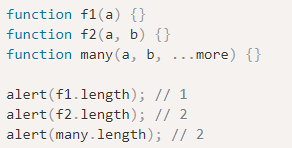 function f1(a) {}
function f2(a, b) {}
function many(a, b, ...more) {}

alert(f1.length); // 1
alert(f2.length); // 2
alert(many.length); // 2